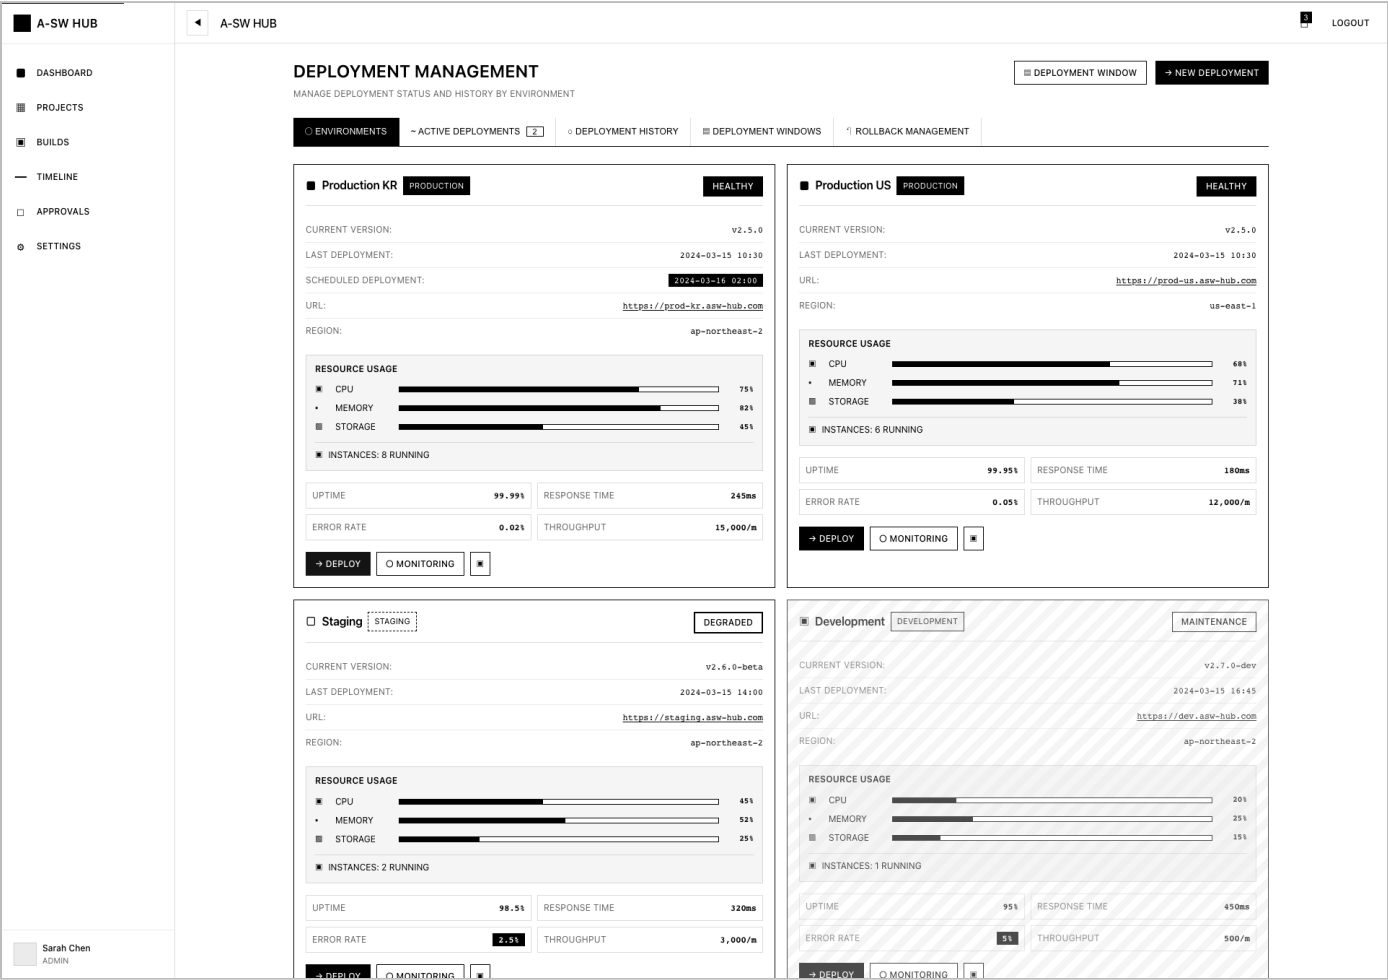 A-SW HUB
A-SW HUB
3
LOGOUT
DASHBOARD
PROJECTS
BUILDS
TIMELINE
APPROVALS
SETTINGS
DEPLOYMENT MANAGEMENT
MANAGE DEPLOYMENT STATUS AND HISTORY BY ENVIRONMENT
DEPLOYMENT WINDOW
→ NEW DEPLOYMENT
ENVIRONMENTS
~ ACTIVE DEPLOYMENTS 2
DEPLOYMENT HISTORY
DEPLOYMENT WINDOWS
ROLLBACK MANAGEMENT
Production KR PRODUCTION HEALTHY
CURRENT VERSION: v2.5.0
LAST DEPLOYMENT: 2024-03-15 10:30
SCHEDULED DEPLOYMENT: 2024-03-16 02:00
URL: https://prod-kr.asw-hub.com
REGION: ap-northeast-2
RESOURCE USAGE
CPU 75%
MEMORY 82%
STORAGE 45%
INSTANCES: 8 RUNNING
UPTIME 99.99%
RESPONSE TIME 245ms
ERROR RATE 0.02%
THROUGHPUT 15,000/m
→ DEPLOY
MONITORING
Production US PRODUCTION HEALTHY
CURRENT VERSION: v2.5.0
LAST DEPLOYMENT: 2024-03-15 10:30
URL: https://prod-us.asw-hub.com
REGION: us-east-1
RESOURCE USAGE
CPU 68%
MEMORY 71%
STORAGE 38%
INSTANCES: 6 RUNNING
UPTIME 99.95%
RESPONSE TIME 180ms
ERROR RATE 0.05%
THROUGHPUT 12,000/m
→ DEPLOY
MONITORING
Staging STAGING DEGRADED
CURRENT VERSION: v2.6.0-beta
LAST DEPLOYMENT: 2024-03-15 14:00
URL: https://staging.asw-hub.com
REGION: ap-northeast-2
RESOURCE USAGE
CPU 45%
MEMORY 52%
STORAGE 25%
INSTANCES: 2 RUNNING
UPTIME 98.5%
RESPONSE TIME 320ms
ERROR RATE 2.5%
THROUGHPUT 3,000/m
→ DEPLOY
MONITORING
Development DEVELOPMENT MAINTENANCE
CURRENT VERSION: v2.7.0-dev
LAST DEPLOYMENT: 2024-03-15 16:45
URL: https://dev.asw-hub.com
REGION: ap-northeast-2
RESOURCE USAGE
CPU 20%
MEMORY 25%
STORAGE 15%
INSTANCES: 1 RUNNING
UPTIME 95%
RESPONSE TIME 450ms
ERROR RATE 5%
THROUGHPUT 500/m
→ DEPLOY
MONITORING
Sarah Chen
ADMIN